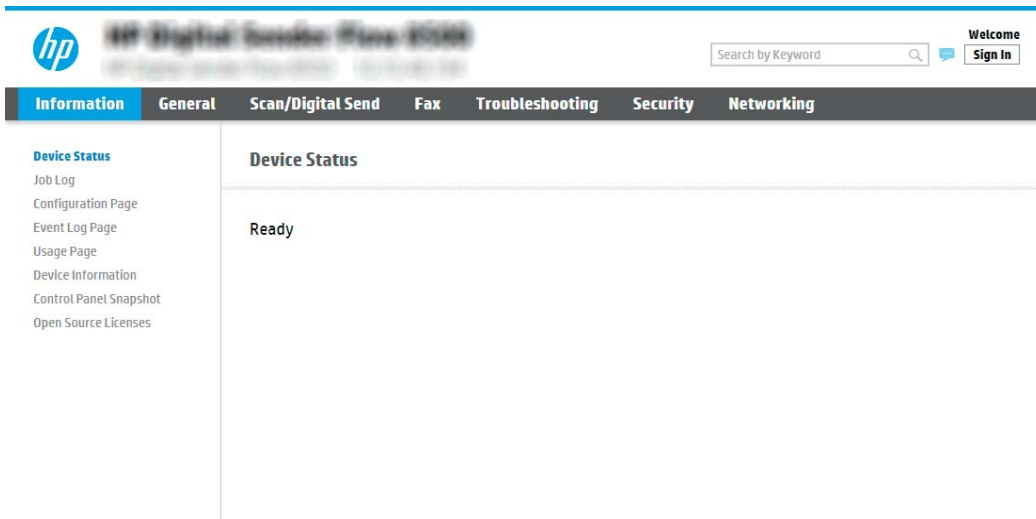 hp
Welcome
Search by Keyword
Sign In
Information General Scan/Digital Send Fax Troubleshooting Security Networking
Device Status
Job Log
Configuration Page
Event Log Page
Usage Page
Device Information
Control Panel Snapshot
Open Source Licenses
Device Status
Ready